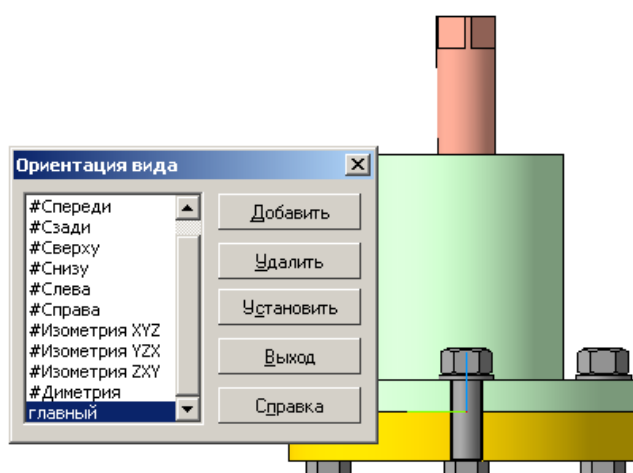 Ориентация вида
#Спереди
#Сзади
#Сверху
#Снизу
#Слева
#Справа
#Изометрия XYZ
#Изометрия YZX
#Изометрия ZXY
#Диметрия
главный
Добавить
Удалить
Установить
Выход
Справка